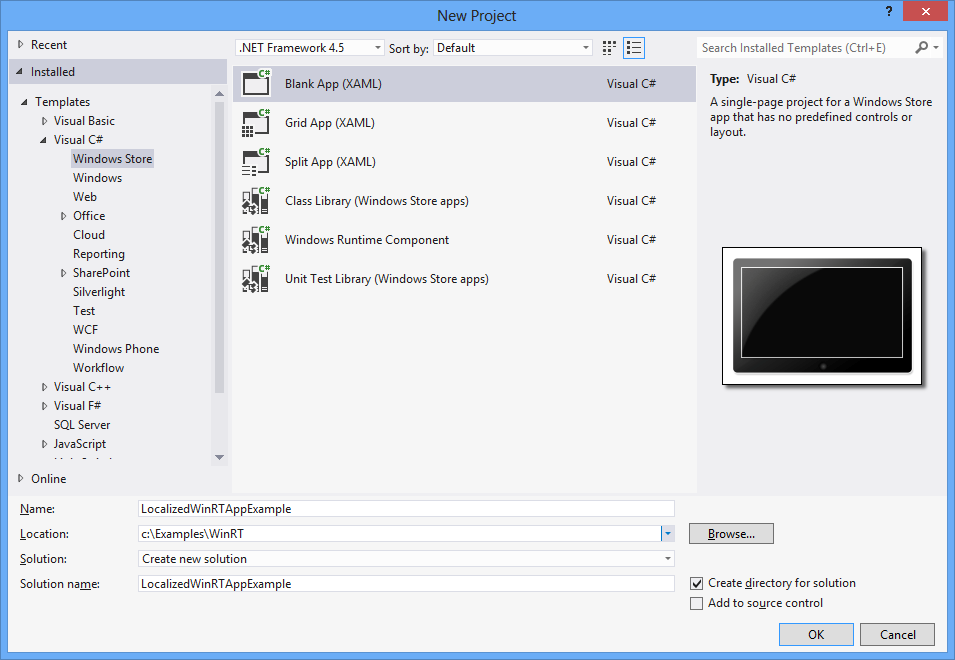 New Project
?
Recent
Installed
Templates
Visual Basic
Visual C#
Windows Store
Windows
Web
Office
Cloud
Reporting
SharePoint
Silverlight
Test
WCF
Windows Phone
Workflow
Visual C++
Visual F#
SQL Server
JavaScript
Online
.NET Framework 4.5 Sort by: Default
C# Blank App (XAML) Visual C#
C# Grid App (XAML) Visual C#
C# Split App (XAML) Visual C#
C# Class Library (Windows Store apps) Visual C#
C# Windows Runtime Component Visual C#
C# Unit Test Library (Windows Store apps) Visual C#
Search Installed Templates (Ctrl+E)
Type: Visual C#
A single-page project for a Windows Store
app that has no predefined controls or
layout.
Name: LocalizedWinRTAppExample
Location: c:\Examples\WinRT Browse...
Solution: Create new solution
Solution name: LocalizedWinRTAppExample
Create directory for solution
Add to source control
OK Cancel